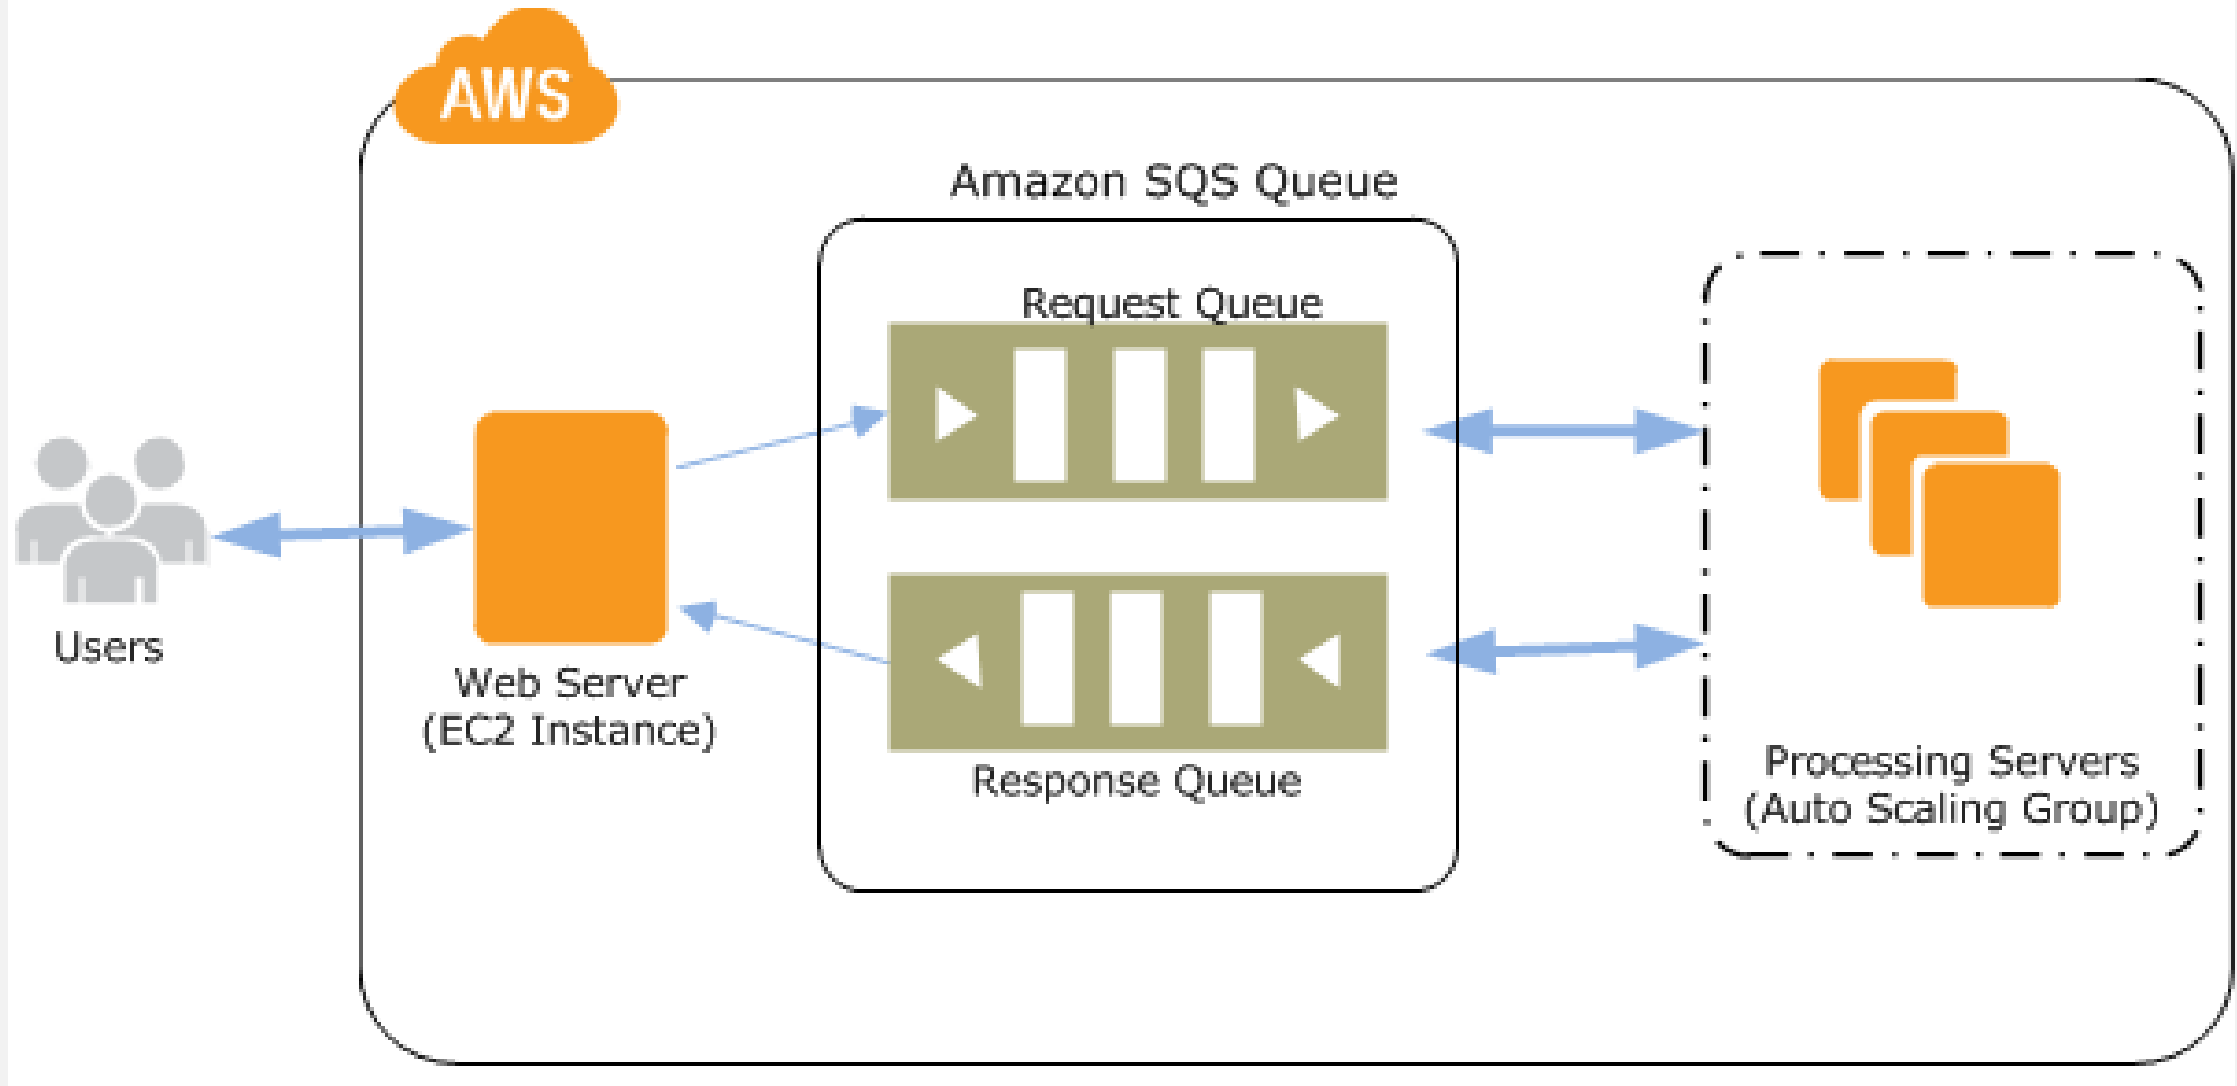 AWS
Amazon SQS Queue
Request Queue
Users
Web Server
(EC2 Instance)
Response Queue
Processing Servers
(Auto Scaling Group)